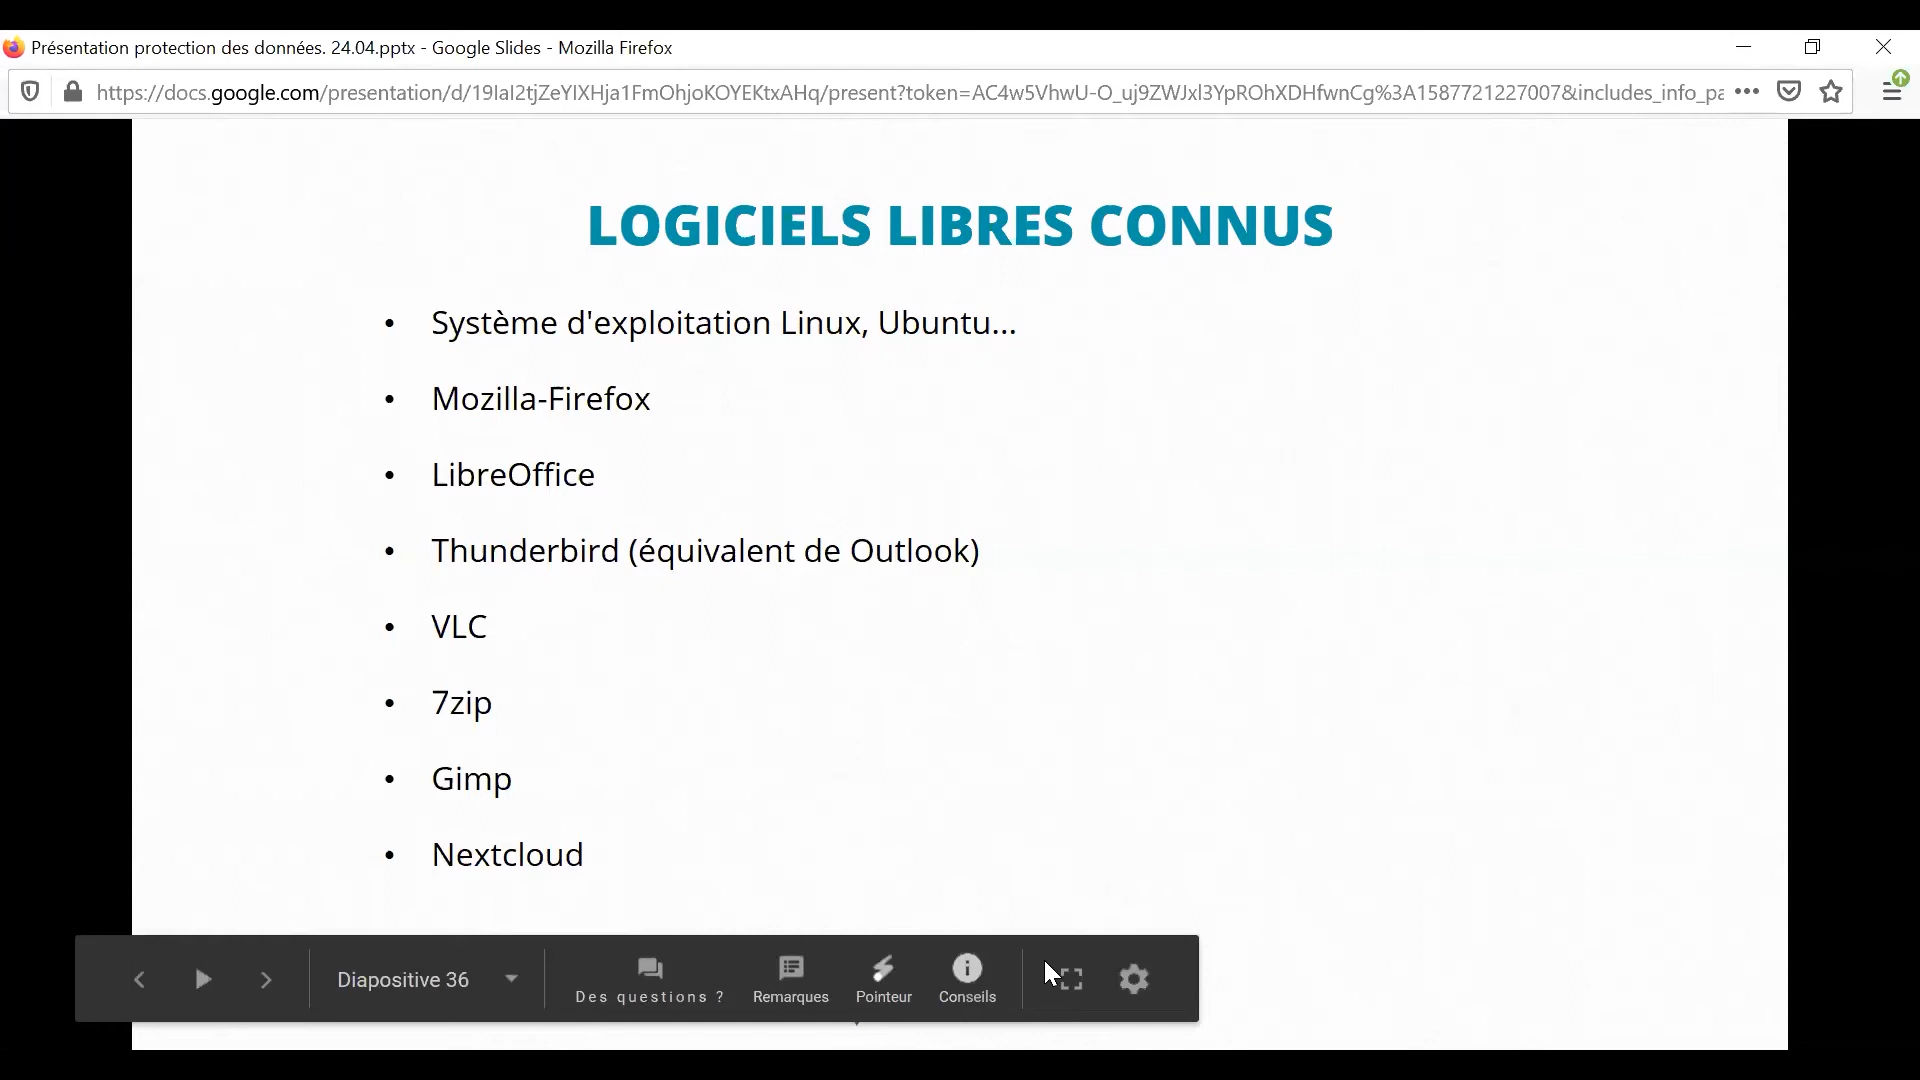 Présentation protection des données. 24.04.pptx - Google Slides - Mozilla Firefox
https://docs.google.com/presentation/d/19IaI2tjZeYlXHja1FmOhjoKOYEKtxAHq/present?token=AC4w5VhwU-O_uj9ZWJxl3YpROhXDHfwnCg%3A1587721227007&includes_info_pa
LOGICIELS LIBRES CONNUS
• Système d'exploitation Linux, Ubuntu...
• Mozilla-Firefox
• LibreOffice
• Thunderbird (équivalent de Outlook)
• VLC
• 7zip
• Gimp
• Nextcloud
Diapositive 36
Des questions ?
Remarques
Pointeur
Conseils